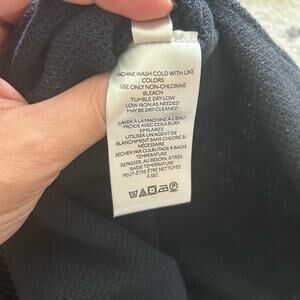 MACHINE WASH COLD WITH LIKE
COLORS
USE ONLY NON-CHLORINE
BLEACH
TUMBLE DRY LOW
LOW IRON AS NEEDED
MAY BE DRY CLEANED
LAVER À LA MACHINE À L'EAU
FROIDE AVEC COULEURS
SIMILAIRES
UTILISER UN AGENT DE
BLANCHIMENT SANS CHLORE SI
NÉCESSAIRE
SECHER PAR CULBUTAGE À BASSE
TEMPÉRATURE
REPASSER, AU BESOIN, À TRÈS
BASSE TEMPÉRATURE
PEUT-ÊTRE ÊTRE NETTOYÉ
À SEC